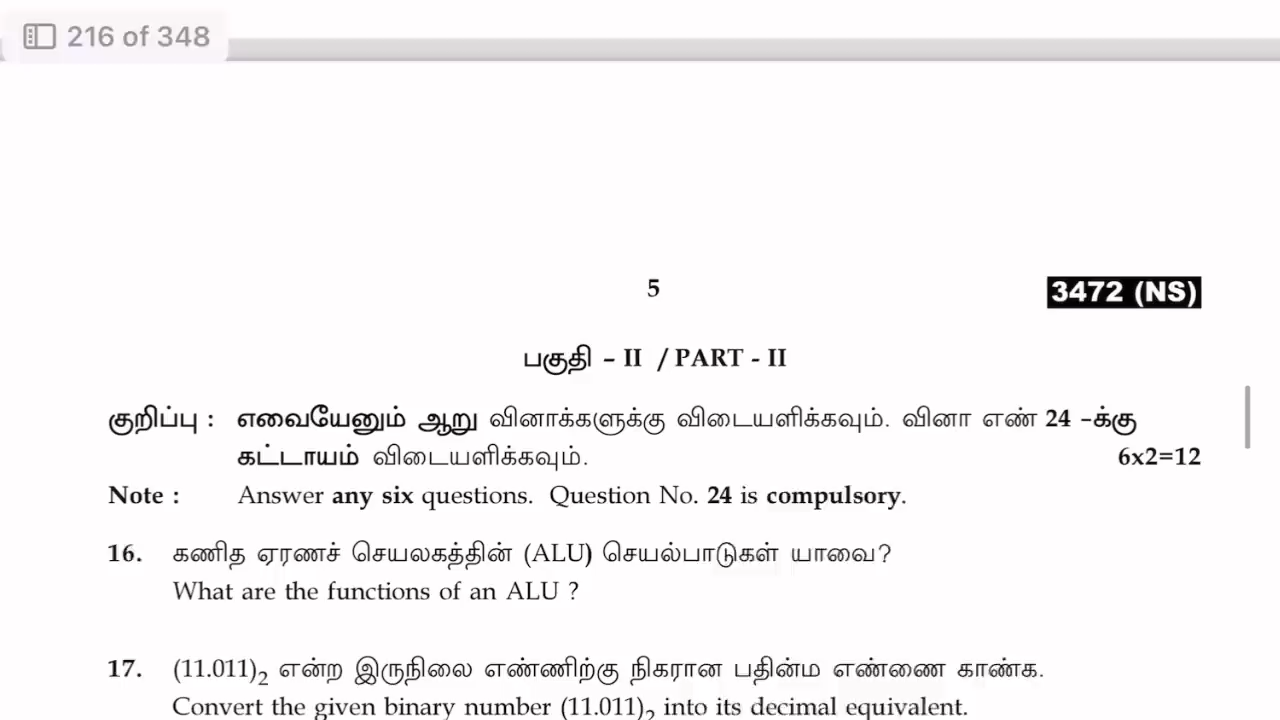 216 of 348
5
3472 (NS)
பகுதி – II / PART - II
குறிப்பு : எவையேனும் ஆறு வினாக்களுக்கு விடையளிக்கவும். வினா எண் 24 -க்கு
கட்டாயம் விடையளிக்கவும். 6x2=12
Note : Answer any six questions. Question No. 24 is compulsory.
16. கணித ஏரணச் செயலகத்தின் (ALU) செயல்பாடுகள் யாவை?
What are the functions of an ALU ?
17. (11.011)₂ என்ற இருநிலை எண்ணிற்கு நிகரான பதின்ம எண்ணை காண்க.
Convert the given binary number (11.011)₂ into its decimal equivalent.